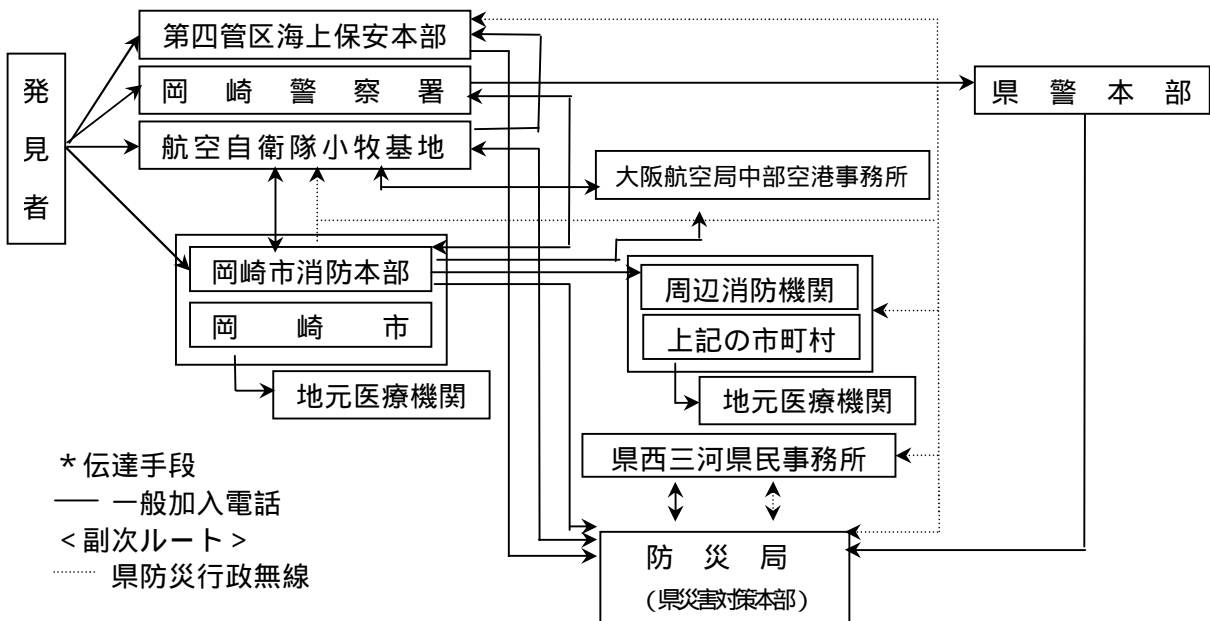 第四管区海上保安本部
発見者
岡崎警察署
県警本部
航空自衛隊小牧基地
大阪航空局中部空港事務所
岡崎市消防本部
周辺消防機関
岡崎市
上記の市町村
地元医療機関
地元医療機関
県西三河県民事務所
*伝達手段
一般加入電話
<副次ルート>
県防災行政無線
防災局
(県災害対策本部)